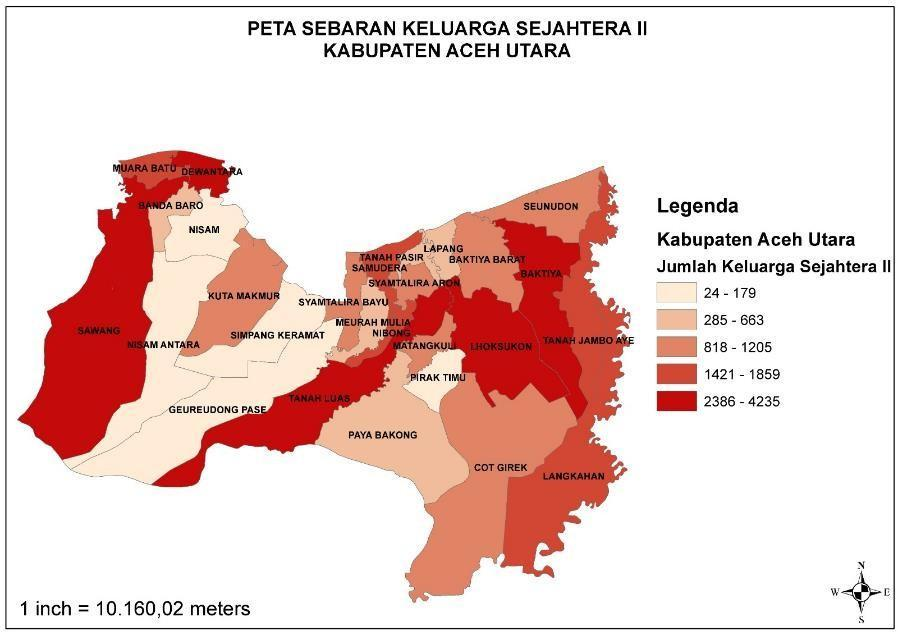 PETA SEBARAN KELUARGA SEJAHTERA II
KABUPATEN ACEH UTARA
MUARA BATU
DEWANTARA
BANDA BARO
NISAM
SEUNUDON
LAPANG
TANAH PASIR
BAKTIYA BARAT
SAMUDERA
BAKTIYA
SYAMTALIRA ARON
KUTA MAKMUR
SYAMTALIRA BAYU
SAWANG
MEURAH MULIA
NIBONG
SIMPANG KERAMAT
NISAM ANTARA
MATANGKULI
LHOKSUKON
TANAH JAMBO AYE
PIRAK TIMU
TANAH LUAS
GEUREUDONG PASE
PAYA BAKONG
COT GIREK
LANGKAHAN
Legenda
Kabupaten Aceh Utara
Jumlah Keluarga Sejahtera II
24 - 179
285 - 663
818 - 1205
1421 - 1859
2386 - 4235
1 inch = 10.160,02 meters
N
W E
S